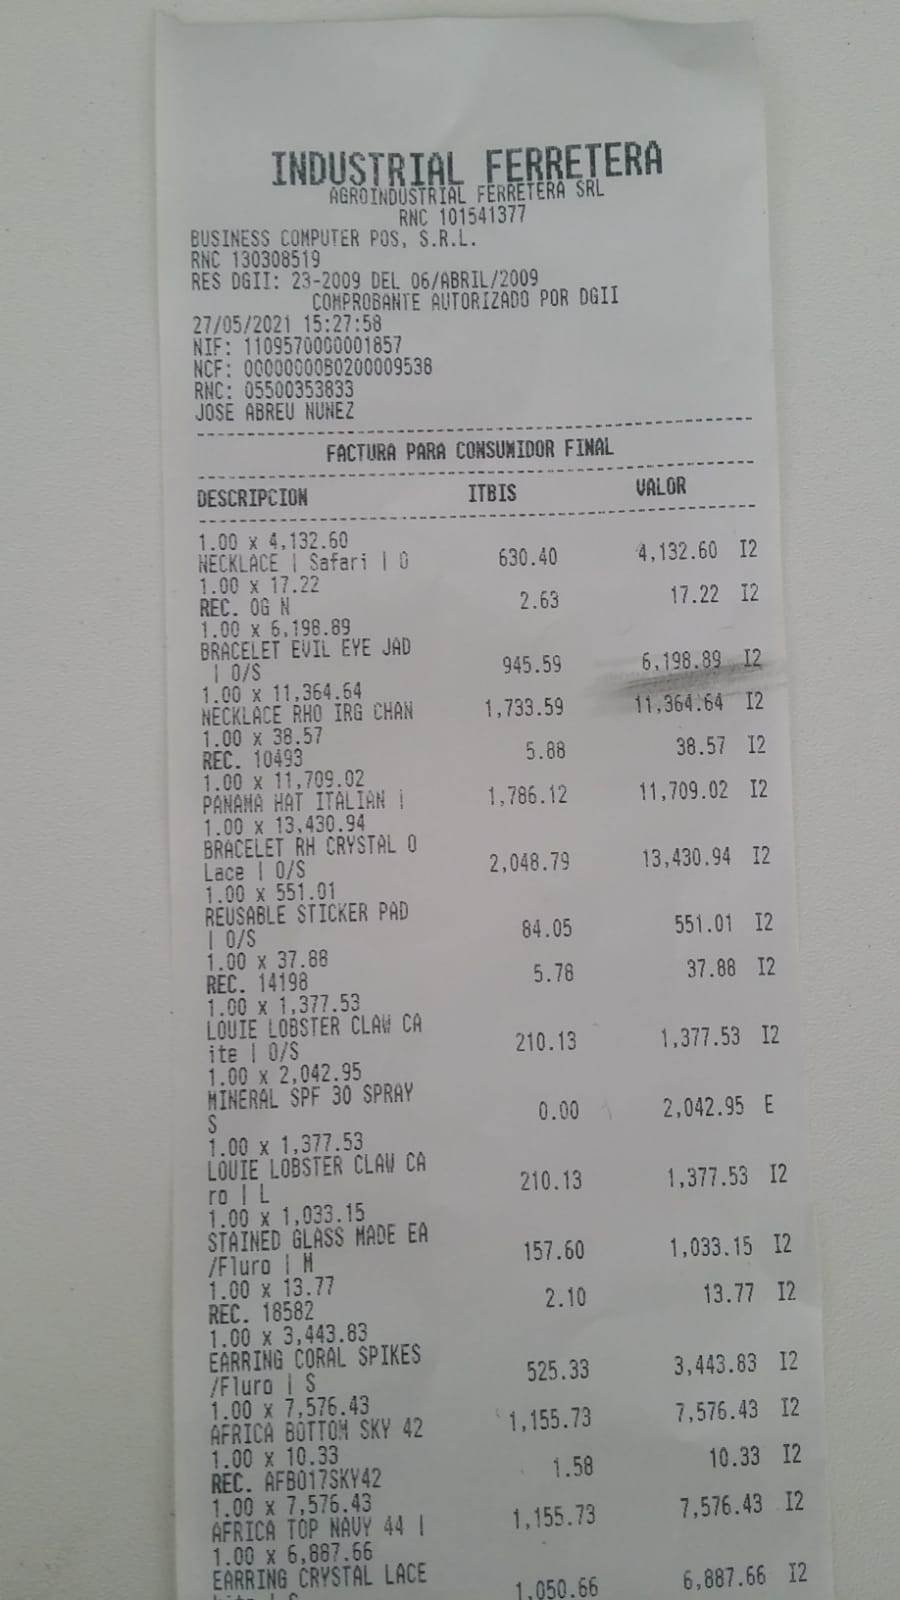 INDUSTRIAL FERRETERA
AGROINDUSTRIAL FERRETERA SRL
RNC 101541377
BUSINESS COMPUTER POS, S.R.L.
RNC 130308519
RES DGII: 23-2009 DEL 06/ABRIL/2009
COMPROBANTE AUTORIZADO POR DGII
27/05/2021 15:27:58
NIF: 1109570000001857
NCF: 00000000B0200009538
RNC: 05500353833
JOSE ABREU NUNEZ
FACTURA PARA CONSUMIDOR FINAL
DESCRIPCION ITBIS VALOR
1.00 x 4,132.60
NECKLACE | Safari | O 630.40 4,132.60 I2
1.00 x 17.22
REC. OG N 2.63 17.22 I2
1.00 x 6,198.89
BRACELET EVIL EYE JAD
| O/S 945.59 6,198.89 I2
1.00 x 11,364.64
NECKLACE RHO IRG CHAN 1,733.59 11,364.64 I2
1.00 x 38.57
REC. 10493 5.88 38.57 I2
1.00 x 11,709.02
PANAMA HAT ITALIAN | 1,786.12 11,709.02 I2
1.00 x 13,430.94
BRACELET RH CRYSTAL O
Lace | O/S 2,048.79 13,430.94 I2
1.00 x 551.01
REUSABLE STICKER PAD
| O/S 84.05 551.01 I2
1.00 x 37.88
REC. 14198 5.78 37.88 I2
1.00 x 1,377.53
LOUIE LOBSTER CLAW CA
ite | O/S 210.13 1,377.53 I2
1.00 x 2,042.95
MINERAL SPF 30 SPRAY
S 0.00 2,042.95 E
1.00 x 1,377.53
LOUIE LOBSTER CLAW CA
ro | L 210.13 1,377.53 I2
1.00 x 1,033.15
STAINED GLASS MADE EA
/Fluro | M 157.60 1,033.15 I2
1.00 x 13.77
REC. 18582 2.10 13.77 I2
1.00 x 3,443.83
EARRING CORAL SPIKES
/Fluro | S 525.33 3,443.83 I2
1.00 x 7,576.43
AFRICA BOTTOM SKY 42 1,155.73 7,576.43 I2
1.00 x 10.33
REC. AFB017SKY42 1.58 10.33 I2
1.00 x 7,576.43
AFRICA TOP NAVY 44 | 1,155.73 7,576.43 I2
1.00 x 6,887.66
EARRING CRYSTAL LACE
1,050.66 6,887.66 I2